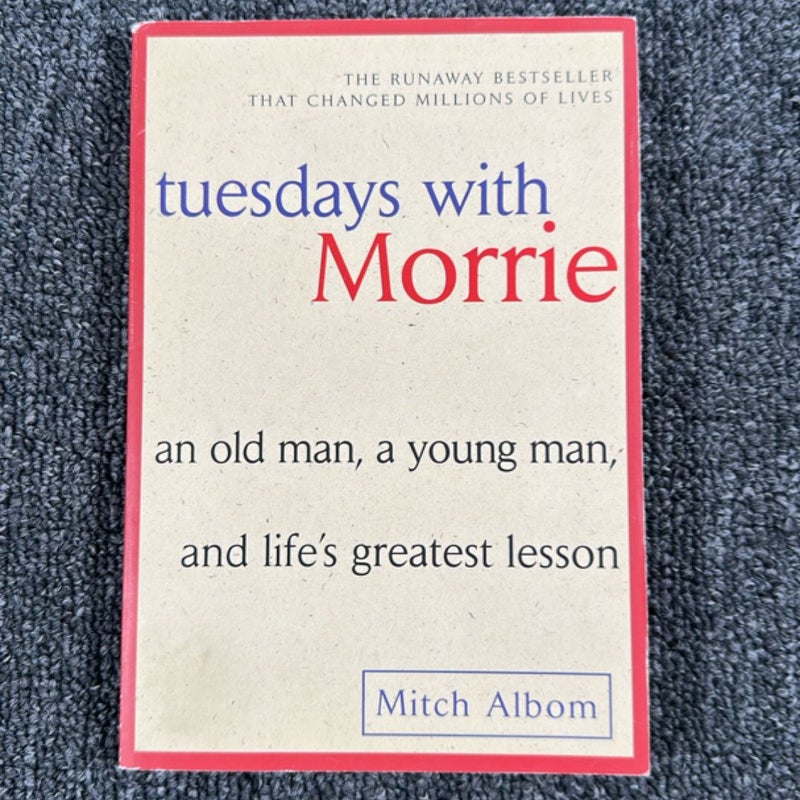 THE RUNAWAY BESTSELLER
THAT CHANGED MILLIONS OF LIVES
tuesdays with
Morrie
an old man, a young man,
and life's greatest lesson
Mitch Albom